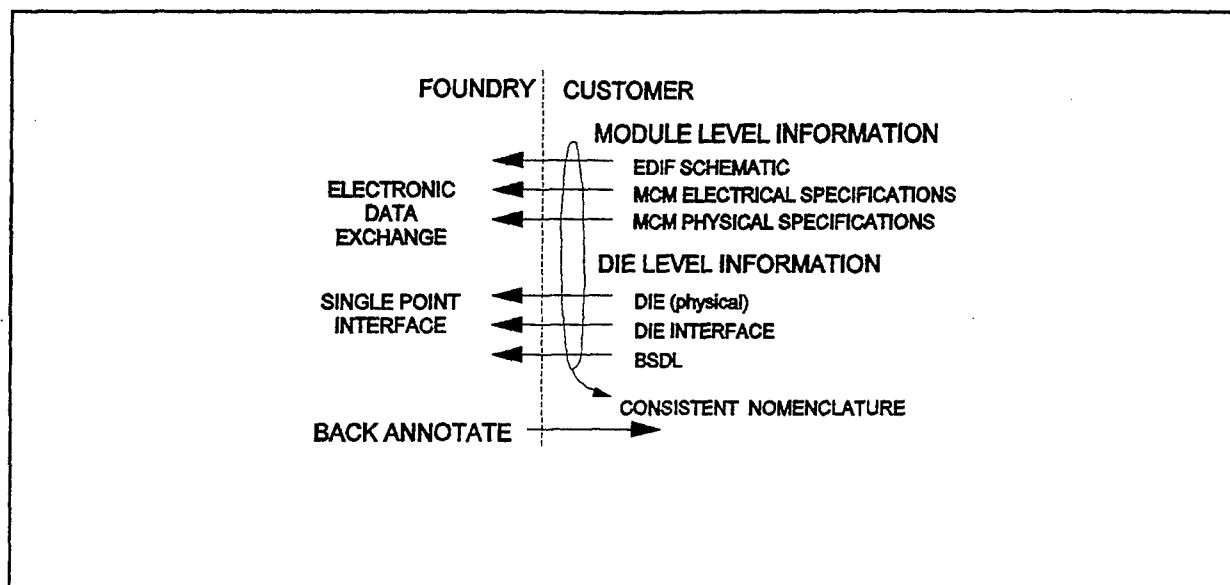 FOUNDRY CUSTOMER
MODULE LEVEL INFORMATION
EDIF SCHEMATIC
MCM ELECTRICAL SPECIFICATIONS
MCM PHYSICAL SPECIFICATIONS
ELECTRONIC
DATA
EXCHANGE
DIE LEVEL INFORMATION
DIE (physical)
DIE INTERFACE
BSDL
SINGLE POINT
INTERFACE
CONSISTENT NOMENCLATURE
BACK ANNOTATE